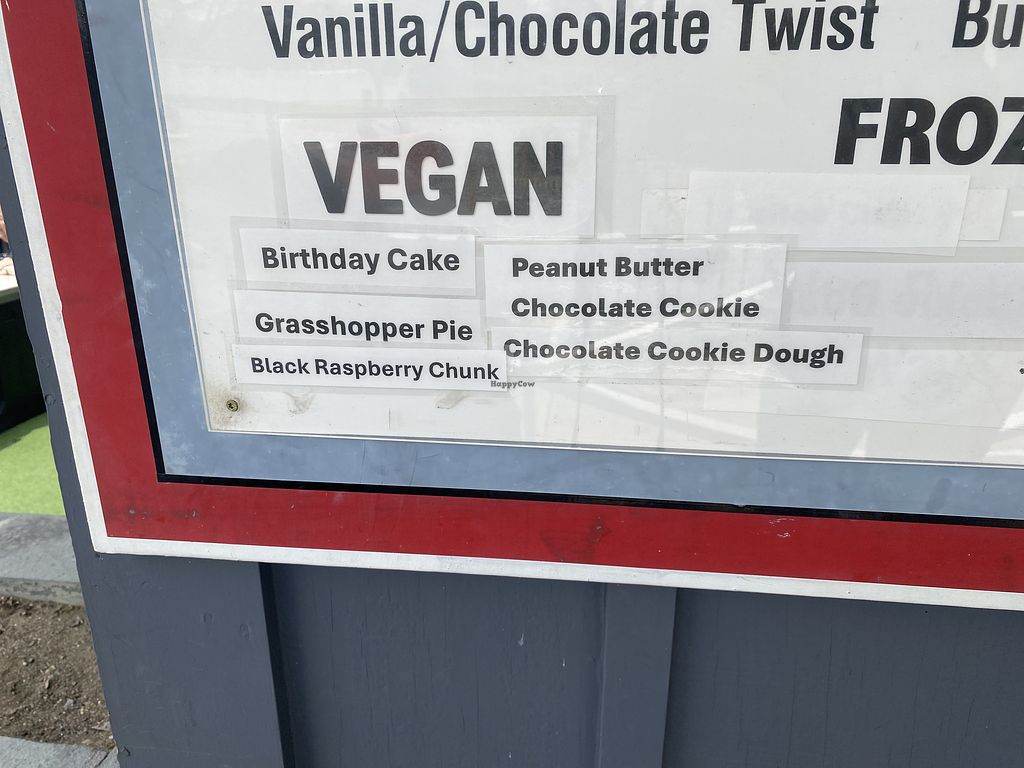 Vanilla/Chocolate Twist Bu
FROZ
VEGAN
Birthday Cake
Grasshopper Pie
Black Raspberry Chunk
Peanut Butter
Chocolate Cookie
Chocolate Cookie Dough
HappyCow